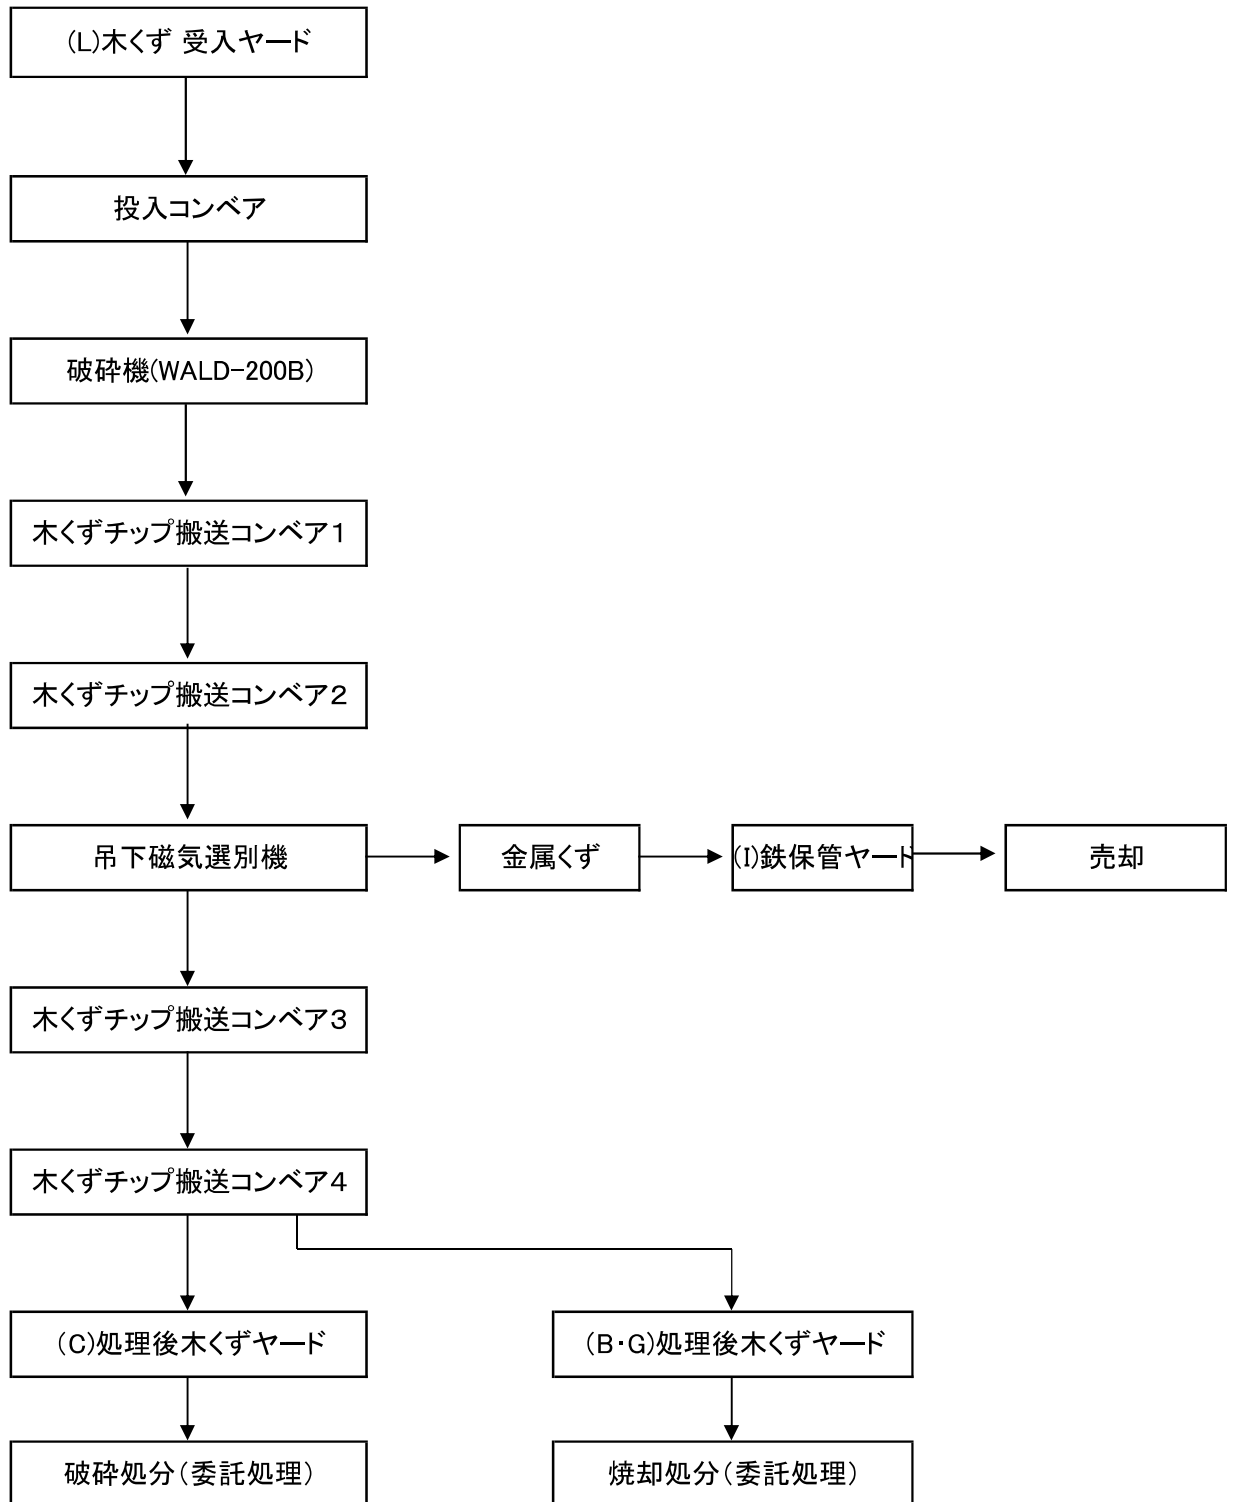 (L)木くず 受入ヤード
投入コンベア
破砕機(WALD-200B)
木くずチップ搬送コンベア1
木くずチップ搬送コンベア2
吊下磁気選別機
金属くず
(I)鉄保管ヤード
売却
木くずチップ搬送コンベア3
木くずチップ搬送コンベア4
(C)処理後木くずヤード
(B・G)処理後木くずヤード
破砕処分(委託処理)
焼却処分(委託処理)